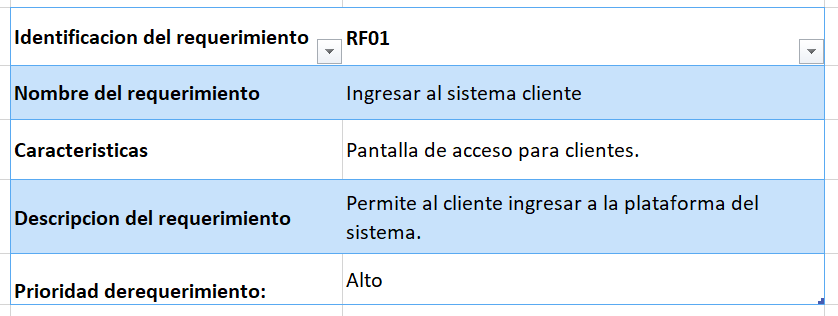 Identificacion del requerimiento RF01
Nombre del requerimiento Ingresar al sistema cliente
Caracteristicas Pantalla de acceso para clientes.
Descripcion del requerimiento Permite al cliente ingresar a la plataforma del
sistema.
Prioridad derequerimiento: Alto